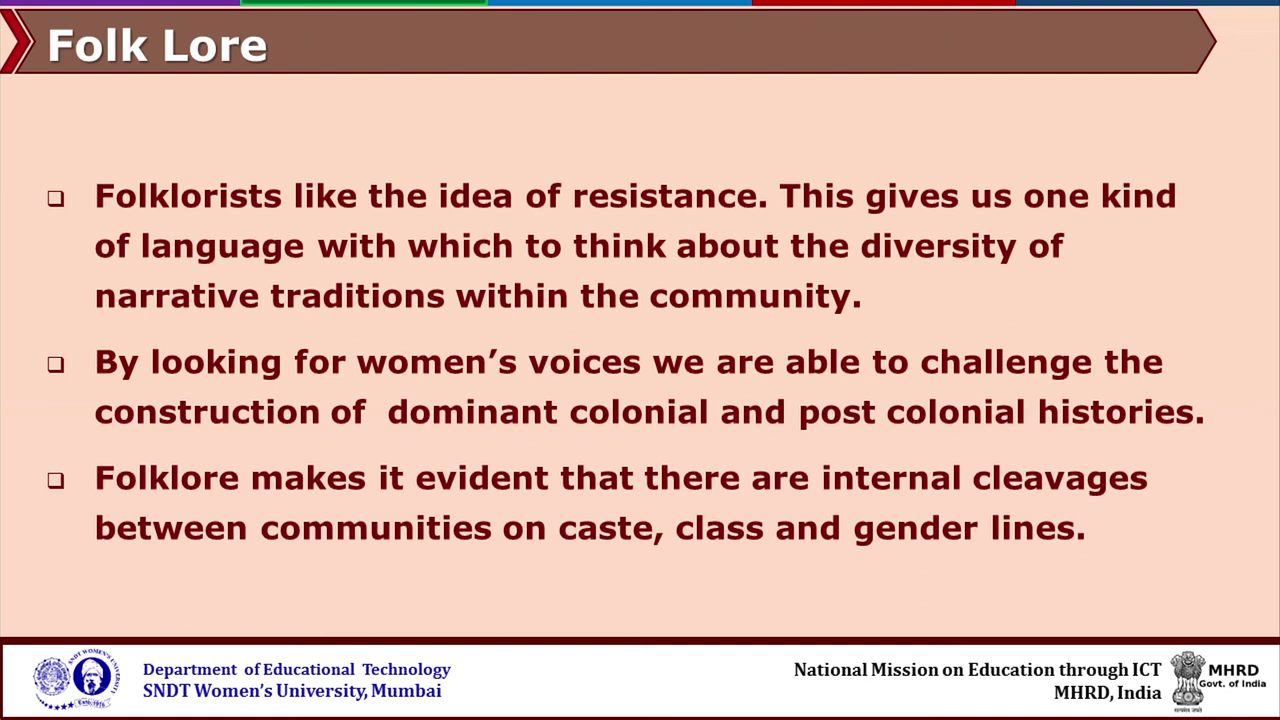 Folk Lore
❑ Folklorists like the idea of resistance. This gives us one kind
of language with which to think about the diversity of
narrative traditions within the community.
❑ By looking for women’s voices we are able to challenge the
construction of  dominant colonial and post colonial histories.
❑ Folklore makes it evident that there are internal cleavages
between communities on caste, class and gender lines.
Department of Educational Technology
SNDT Women’s University, Mumbai
National Mission on Education through ICT
MHRD, India
MHRD
Govt. of India